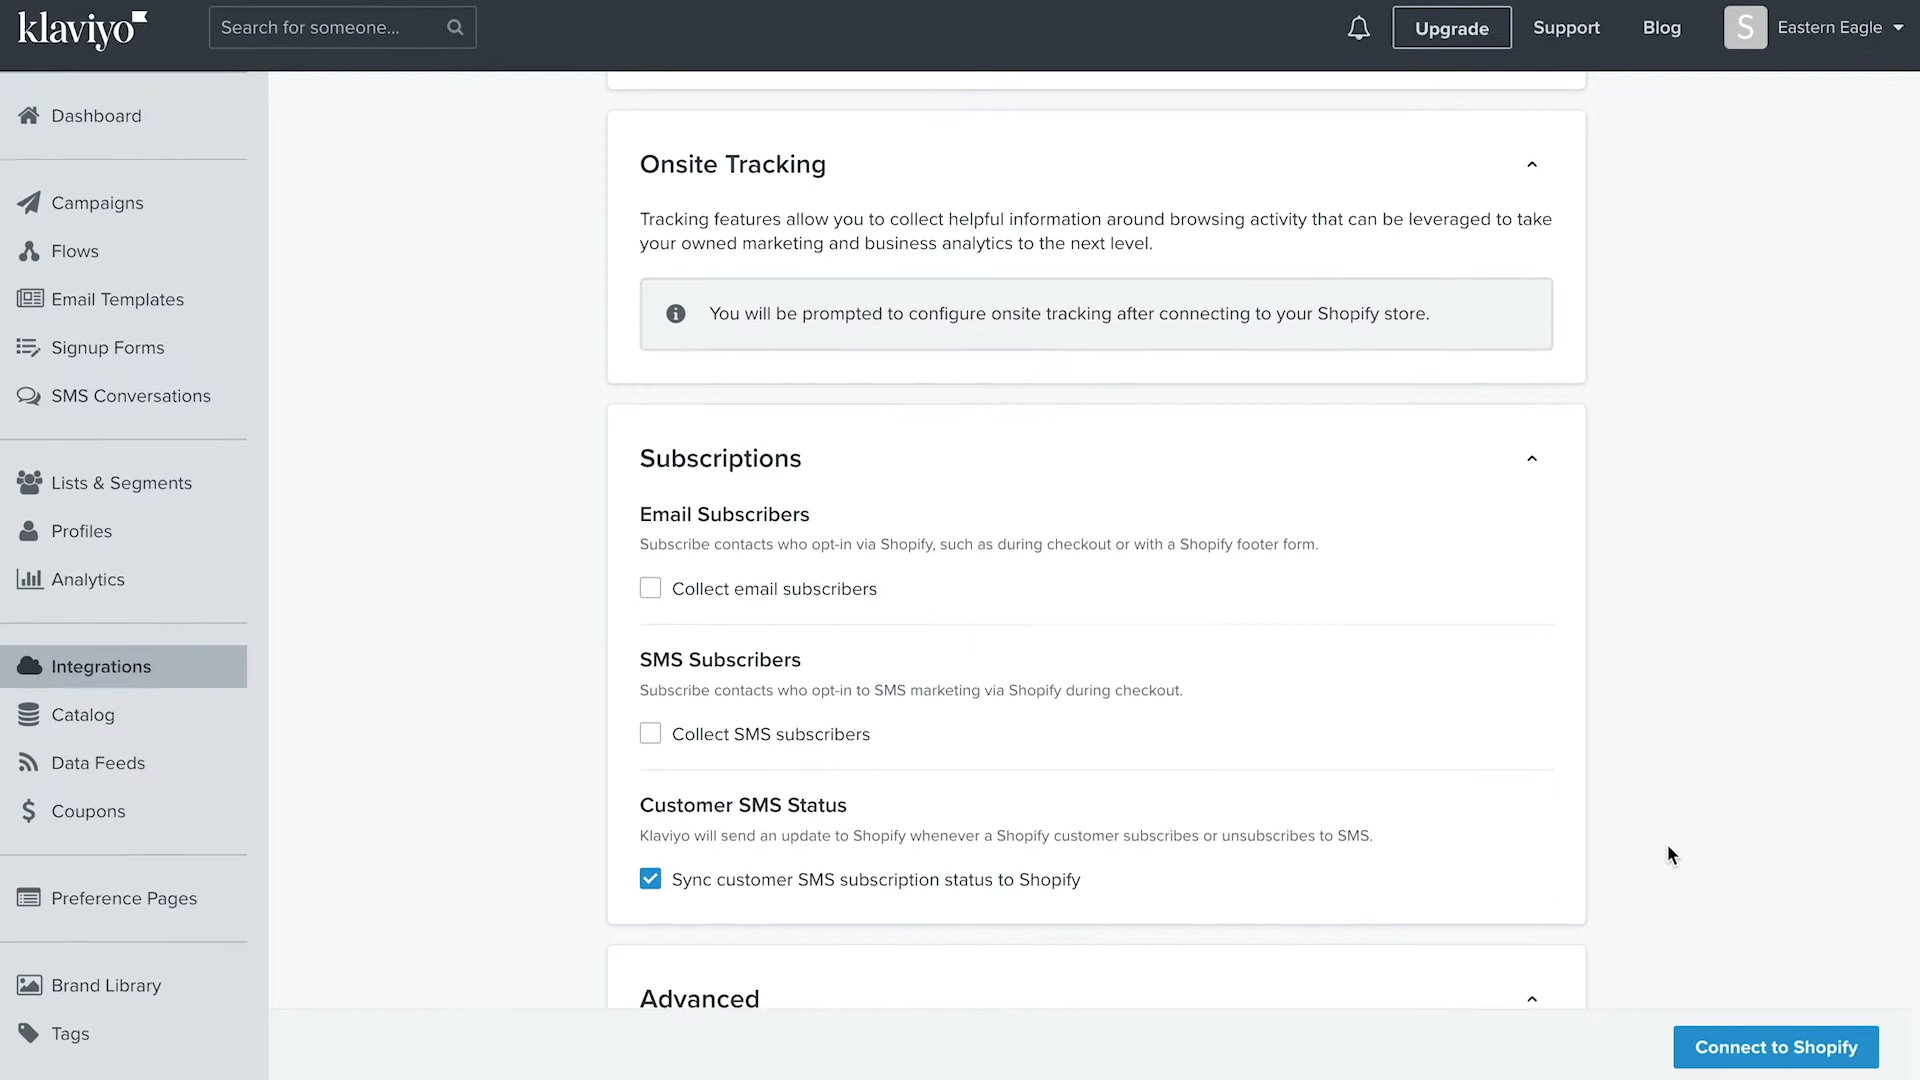 klaviyo
Search for someone...
Upgrade
Support
Blog
S
Eastern Eagle
Dashboard
Campaigns
Flows
Email Templates
Signup Forms
SMS Conversations
Lists & Segments
Profiles
Analytics
Integrations
Catalog
Data Feeds
Coupons
Preference Pages
Brand Library
Tags
Onsite Tracking
Tracking features allow you to collect helpful information around browsing activity that can be leveraged to take
your owned marketing and business analytics to the next level.
You will be prompted to configure onsite tracking after connecting to your Shopify store.
Subscriptions
Email Subscribers
Subscribe contacts who opt-in via Shopify, such as during checkout or with a Shopify footer form.
Collect email subscribers
SMS Subscribers
Subscribe contacts who opt-in to SMS marketing via Shopify during checkout.
Collect SMS subscribers
Customer SMS Status
Klaviyo will send an update to Shopify whenever a Shopify customer subscribes or unsubscribes to SMS.
Sync customer SMS subscription status to Shopify
Advanced
Connect to Shopify